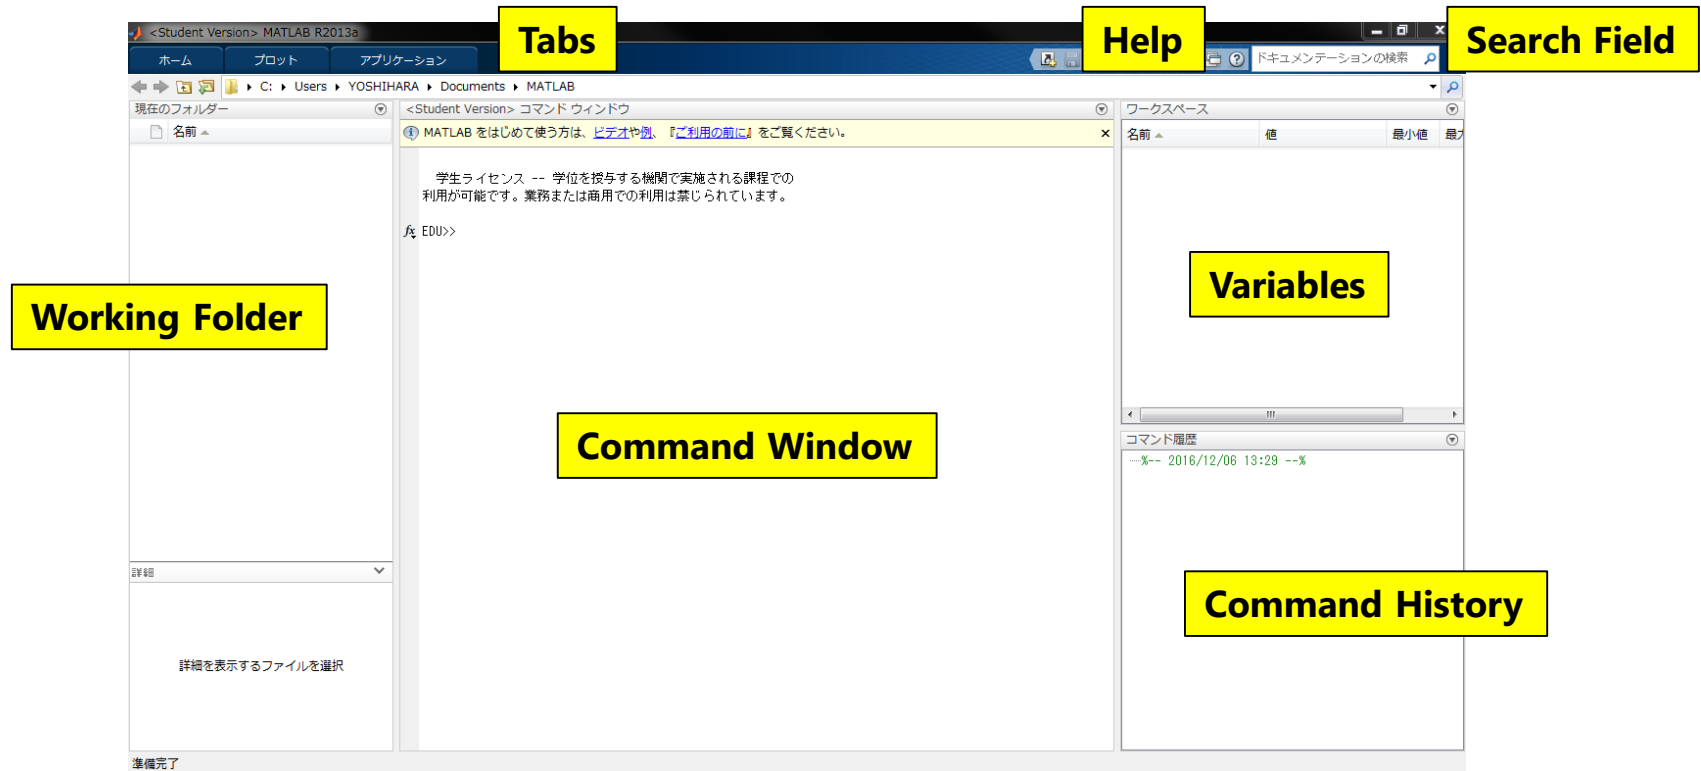 <Student Version> MATLAB R2013a
Tabs
Help
Search Field
ホーム プロット アプリケーション
ドキュメンテーションの検索
C: Users YOSHIHARA Documents MATLAB
現在のフォルダー
<Student Version> コマンド ウィンドウ
ワークスペース
名前
MATLAB をはじめて使う方は、ビデオや例、『ご利用の前に』をご覧ください。
名前 値 最小値 最大
学生ライセンス -- 学位を授与する機関で実施される課程での
利用が可能です。業務または商用での利用は禁じられています。
fx EDU>>
Variables
Working Folder
Command Window
コマンド履歴
%-- 2016/12/06 13:29 --%
詳細
Command History
詳細を表示するファイルを選択
準備完了